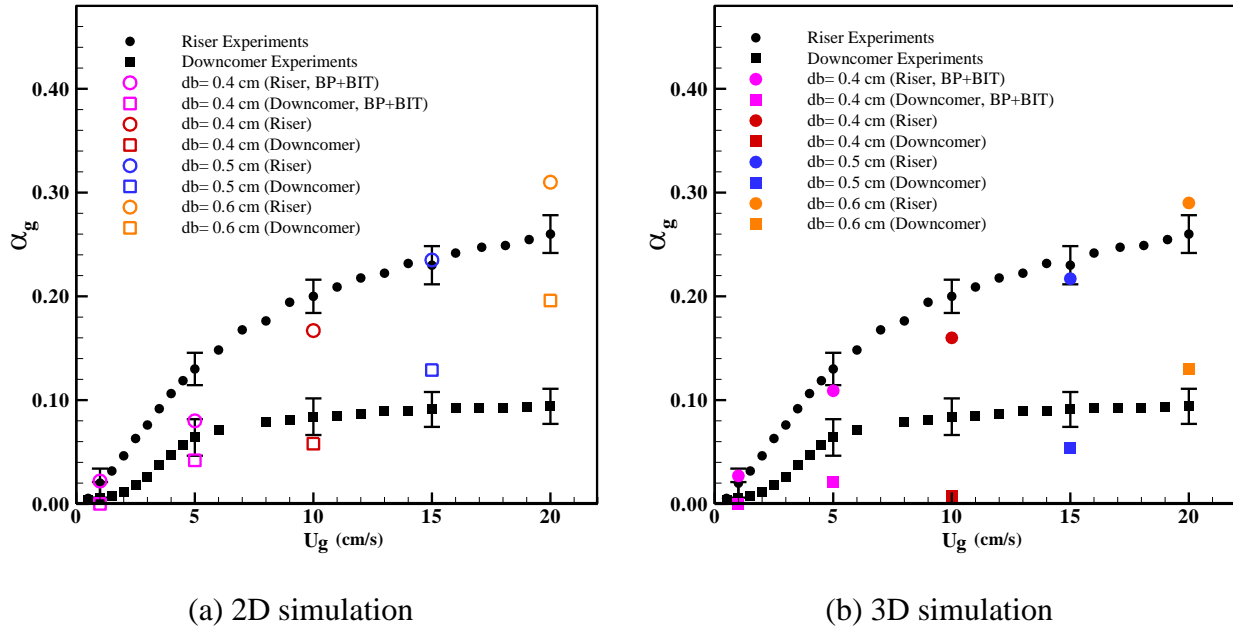 Riser Experiments
Downcomer Experiments
db= 0.4 cm (Riser, BP+BIT)
db= 0.4 cm (Downcomer, BP+BIT)
db= 0.4 cm (Riser)
db= 0.4 cm (Downcomer)
db= 0.5 cm (Riser)
db= 0.5 cm (Downcomer)
db= 0.6 cm (Riser)
db= 0.6 cm (Downcomer)
0.40
0.30
0.20
0.10
0.00
αg
0 5 10 15 20
Ug (cm/s)
(a) 2D simulation
Riser Experiments
Downcomer Experiments
db= 0.4 cm (Riser, BP+BIT)
db= 0.4 cm (Downcomer, BP+BIT)
db= 0.4 cm (Riser)
db= 0.4 cm (Downcomer)
db= 0.5 cm (Riser)
db= 0.5 cm (Downcomer)
db= 0.6 cm (Riser)
db= 0.6 cm (Downcomer)
0.40
0.30
0.20
0.10
0.00
αg
0 5 10 15 20
Ug (cm/s)
(b) 3D simulation